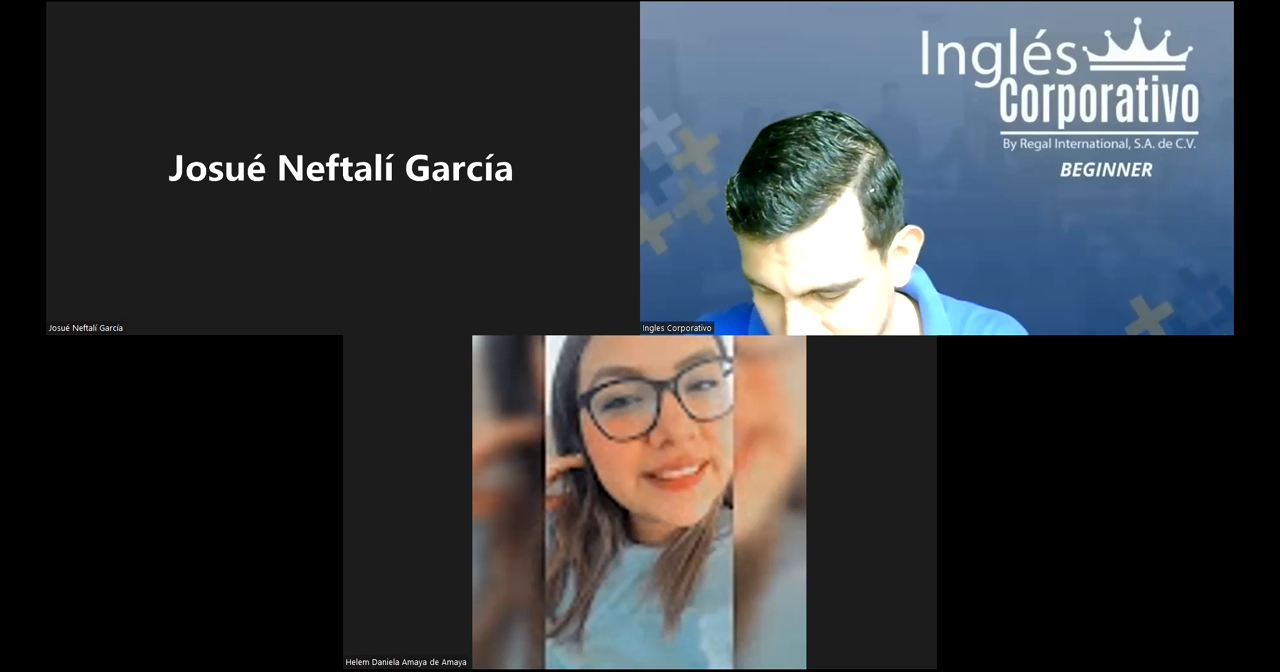 Josué Neftalí García
Josué Neftalí García
Inglés
Corporativo
By Regal International, S.A. de C.V.
BEGINNER
Ingles Corporativo
Helem Daniela Amaya de Amaya